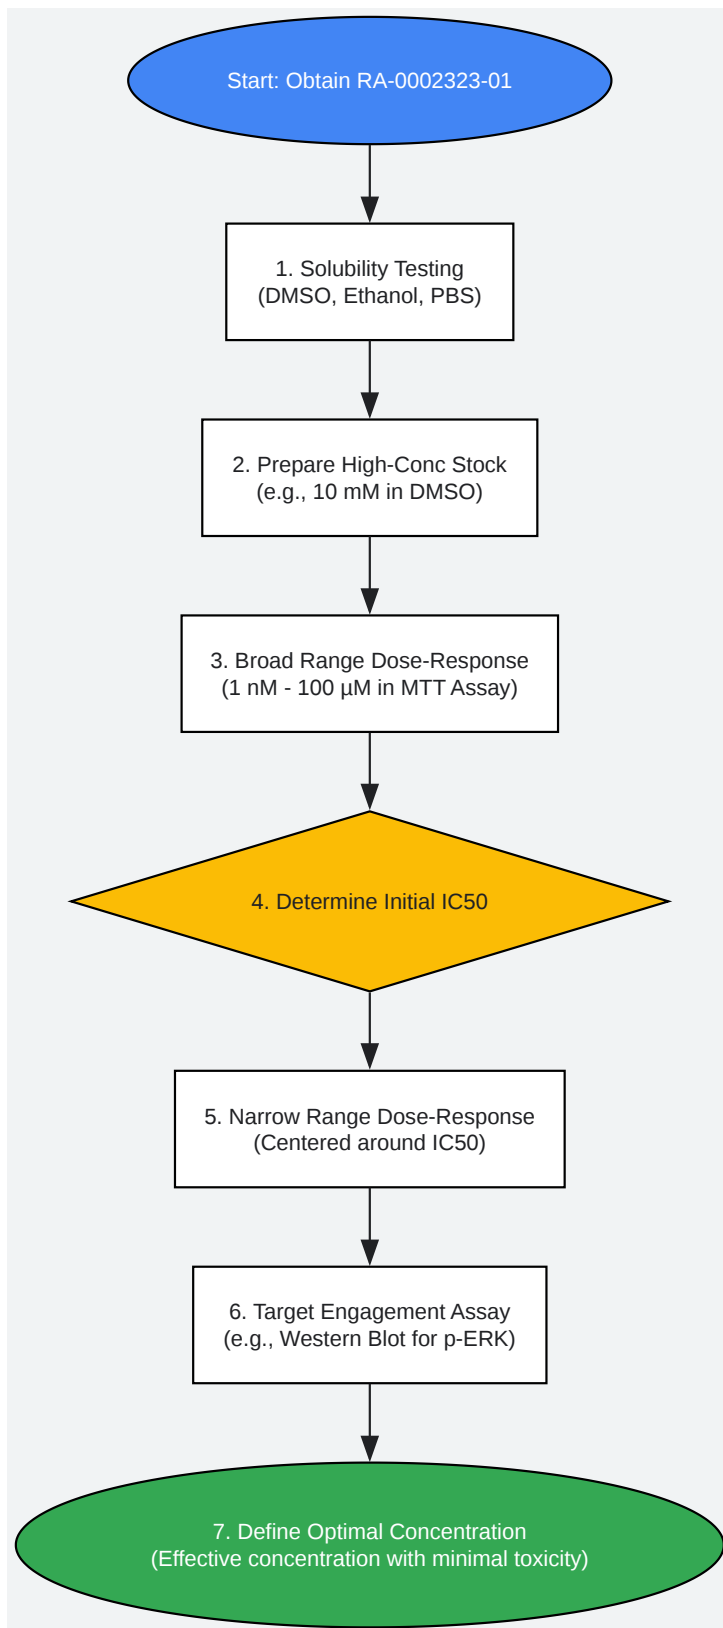 Start: Obtain RA-0002323-01
1. Solubility Testing
(DMSO, Ethanol, PBS)
2. Prepare High-Conc Stock
(e.g., 10 mM in DMSO)
3. Broad Range Dose-Response
(1 nM - 100 µM in MTT Assay)
4. Determine Initial IC50
5. Narrow Range Dose-Response
(Centered around IC50)
6. Target Engagement Assay
(e.g., Western Blot for p-ERK)
7. Define Optimal Concentration
(Effective concentration with minimal toxicity)